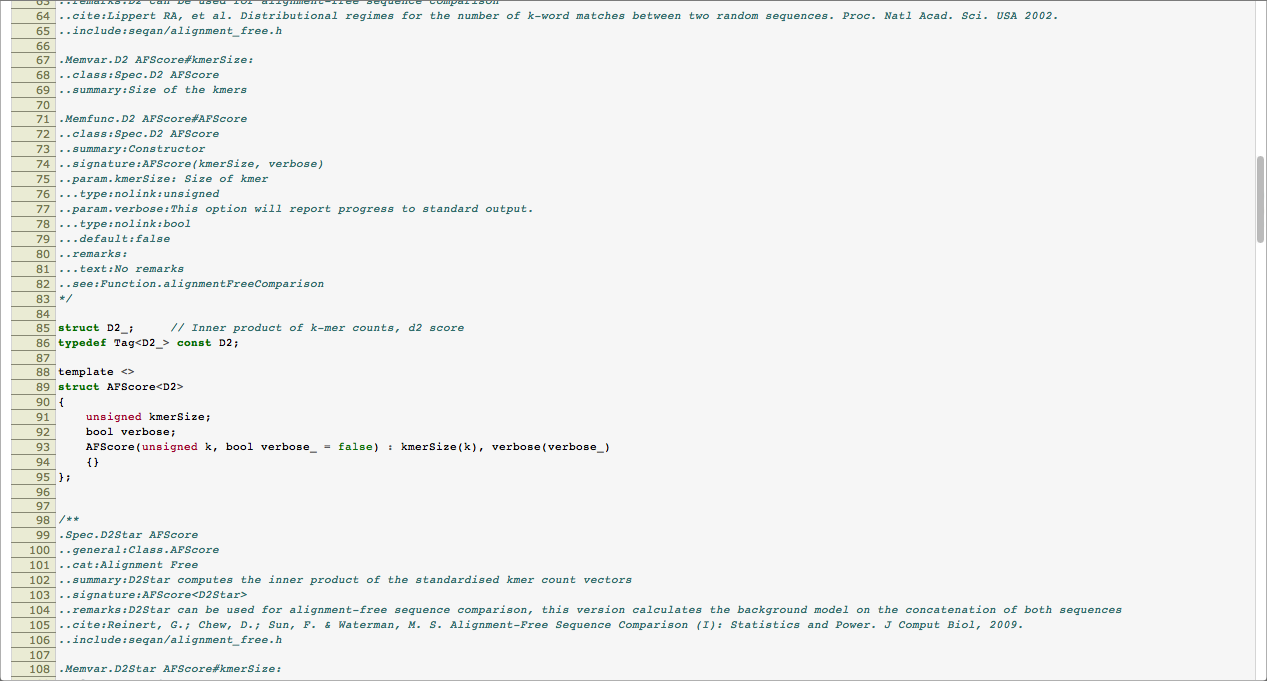 63 ..remarks:D2 can be used for alignment-free sequence comparison
64 ..cite:Lippert RA, et al. Distributional regimes for the number of k-word matches between two random sequences. Proc. Natl Acad. Sci. USA 2002.
65 ..include:seqan/alignment_free.h
66
67 .Memvar.D2 AFScore#kmerSize:
68 ..class:Spec.D2 AFScore
69 ..summary:Size of the kmers
70
71 .Memfunc.D2 AFScore#AFScore
72 ..class:Spec.D2 AFScore
73 ..summary:Constructor
74 ..signature:AFScore(kmerSize, verbose)
75 ..param.kmerSize: Size of kmer
76 ...type:nolink:unsigned
77 ..param.verbose:This option will report progress to standard output.
78 ...type:nolink:bool
79 ...default:false
80 ..remarks:
81 ...text:No remarks
82 ..see:Function.alignmentFreeComparison
83 */
84
85 struct D2_;     // Inner product of k-mer counts, d2 score
86 typedef Tag<D2_> const D2;
87
88 template <>
89 struct AFScore<D2>
90 {
91     unsigned kmerSize;
92     bool verbose;
93     AFScore(unsigned k, bool verbose_ = false) : kmerSize(k), verbose(verbose_)
94     {}
95 };
96
97
98 /**
99 .Spec.D2Star AFScore
100 ..general:Class.AFScore
101 ..cat:Alignment Free
102 ..summary:D2Star computes the inner product of the standardised kmer count vectors
103 ..signature:AFScore<D2Star>
104 ..remarks:D2Star can be used for alignment-free sequence comparison, this version calculates the background model on the concatenation of both sequences
105 ..cite:Reinert, G.; Chew, D.; Sun, F. & Waterman, M. S. Alignment-Free Sequence Comparison (I): Statistics and Power. J Comput Biol, 2009.
106 ..include:seqan/alignment_free.h
107
108 .Memvar.D2Star AFScore#kmerSize: